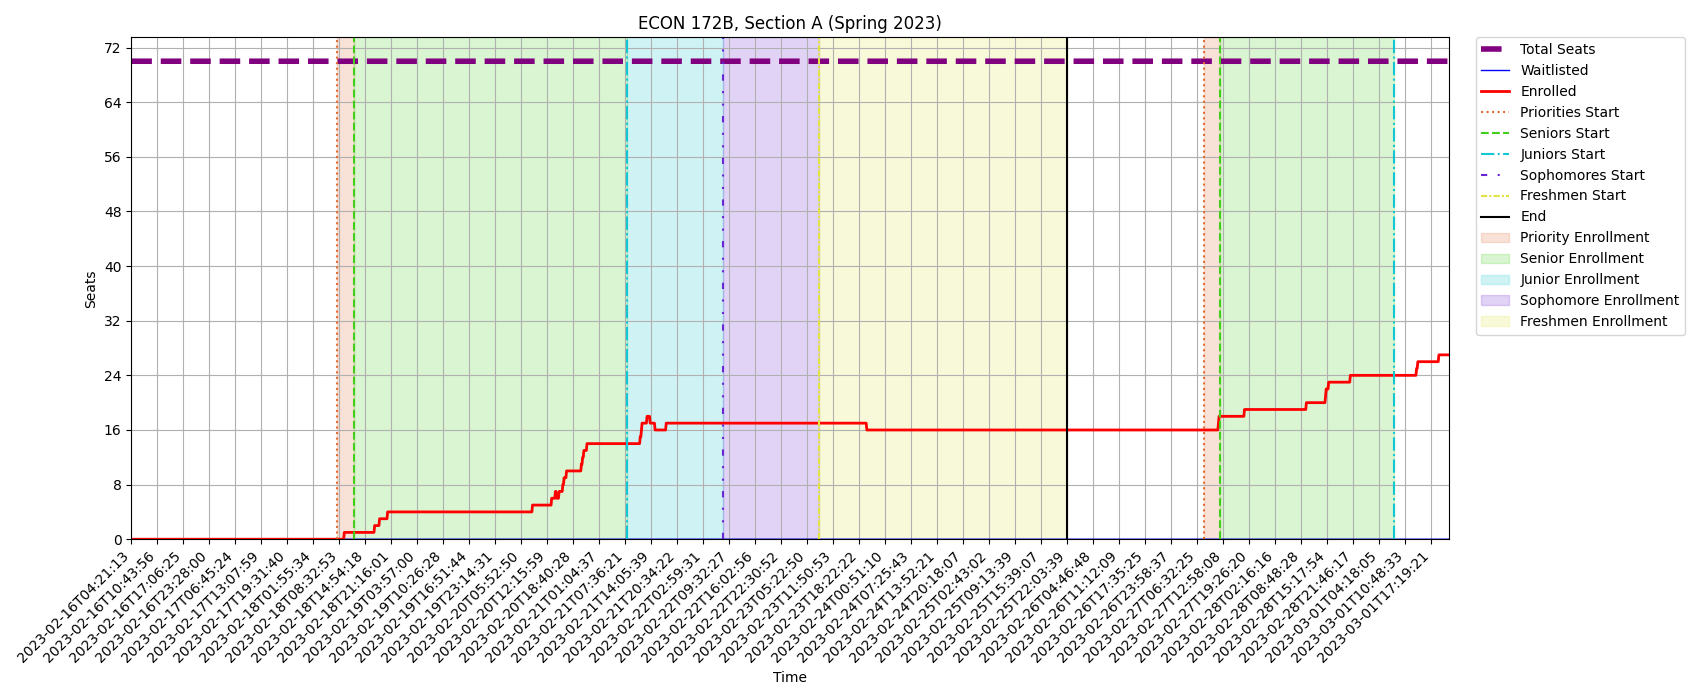 ECON 172B, Section A (Spring 2023)
Seats
72
64
56
48
40
32
24
16
8
0
2023-02-16T04:21:13
2023-02-16T10:43:56
2023-02-16T17:06:25
2023-02-16T23:28:00
2023-02-17T06:45:24
2023-02-17T13:07:59
2023-02-17T19:31:40
2023-02-18T01:55:34
2023-02-18T08:32:53
2023-02-18T14:54:18
2023-02-18T21:16:01
2023-02-19T03:57:00
2023-02-19T10:26:28
2023-02-19T16:51:44
2023-02-19T23:14:31
2023-02-20T05:52:50
2023-02-20T12:15:59
2023-02-20T18:40:28
2023-02-21T01:04:37
2023-02-21T07:36:21
2023-02-21T14:05:39
2023-02-21T20:34:22
2023-02-22T02:59:31
2023-02-22T09:32:27
2023-02-22T16:02:56
2023-02-22T22:30:52
2023-02-23T05:22:50
2023-02-23T11:50:53
2023-02-23T18:22:22
2023-02-24T00:51:10
2023-02-24T07:25:43
2023-02-24T13:52:21
2023-02-24T20:18:07
2023-02-25T02:43:02
2023-02-25T09:13:39
2023-02-25T15:39:07
2023-02-25T22:03:39
2023-02-26T04:46:48
2023-02-26T11:12:09
2023-02-26T17:35:25
2023-02-26T23:58:37
2023-02-27T06:32:25
2023-02-27T12:58:08
2023-02-27T19:26:20
2023-02-28T02:16:16
2023-02-28T08:48:28
2023-02-28T15:17:54
2023-02-28T21:46:17
2023-03-01T04:18:05
2023-03-01T10:48:33
2023-03-01T17:19:21
Time
Total Seats
Waitlisted
Enrolled
Priorities Start
Seniors Start
Juniors Start
Sophomores Start
Freshmen Start
End
Priority Enrollment
Senior Enrollment
Junior Enrollment
Sophomore Enrollment
Freshmen Enrollment